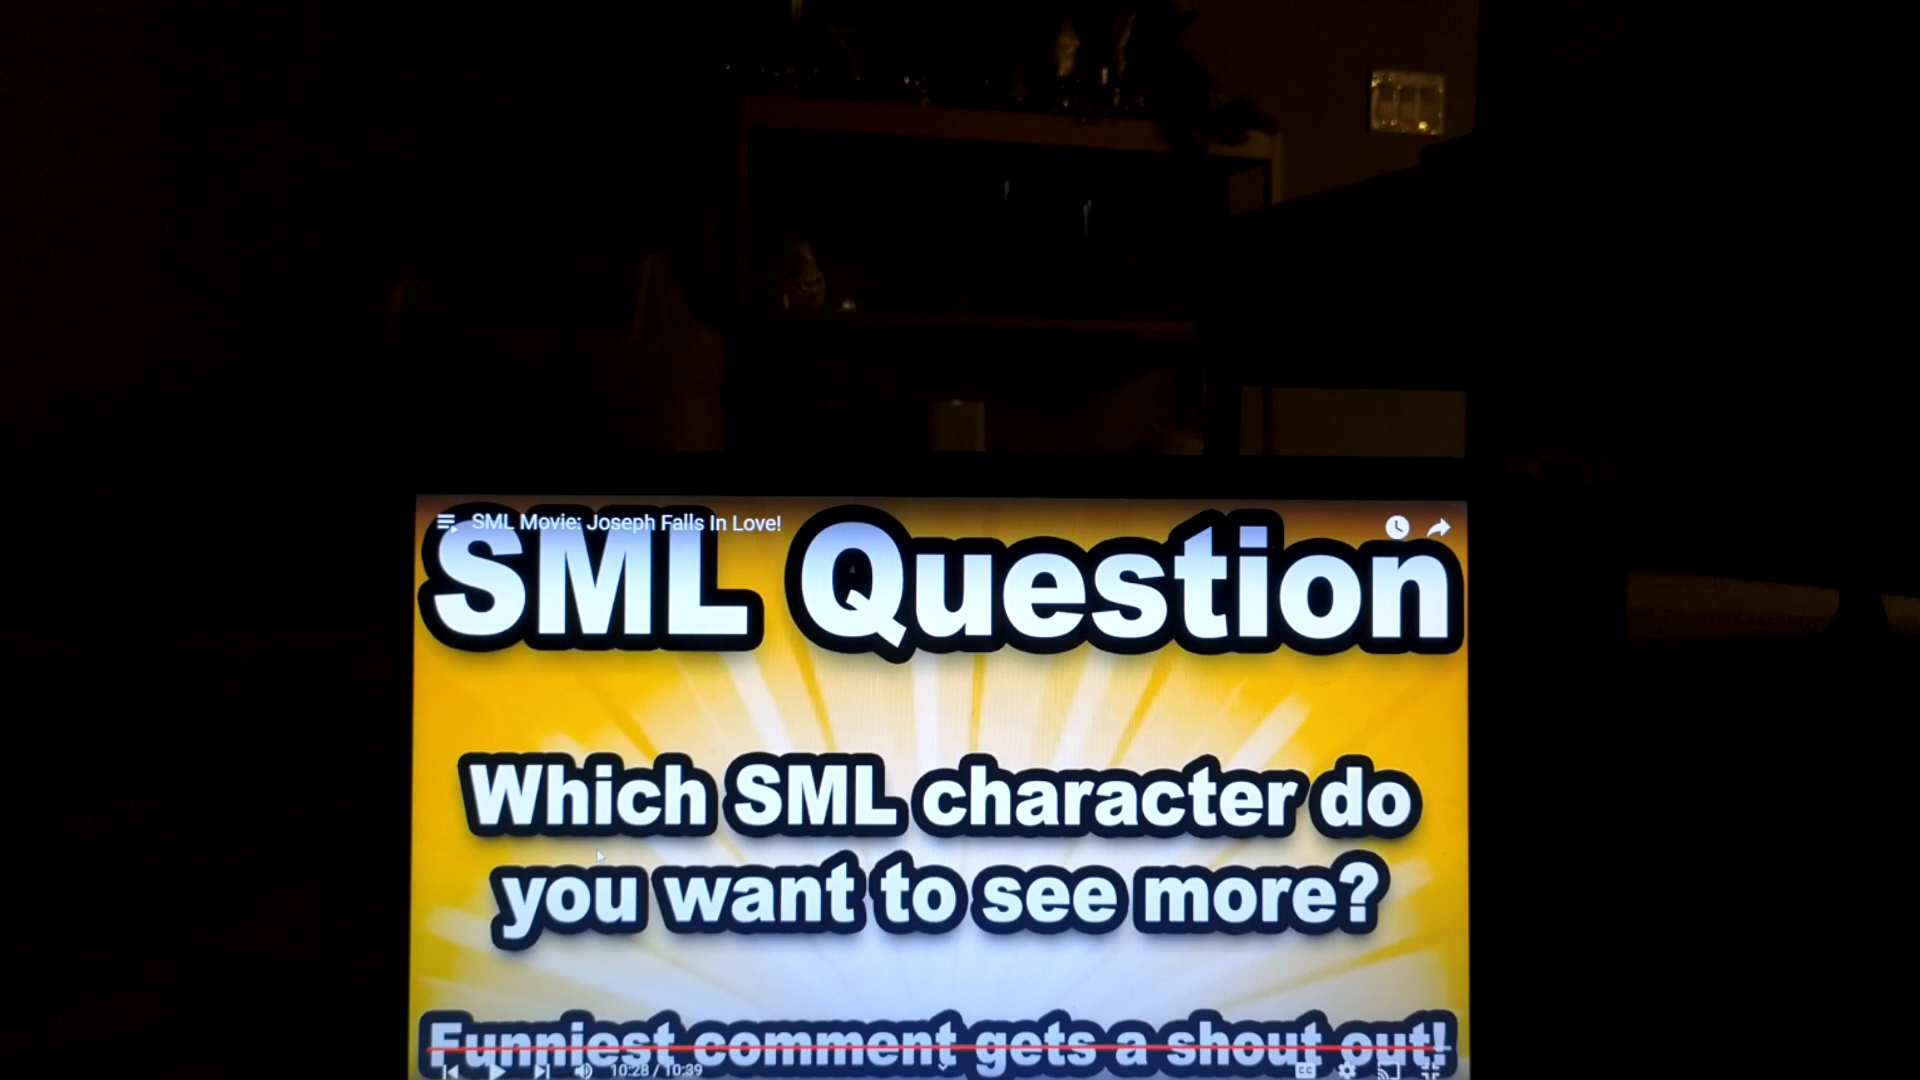 SML Movie: Joseph Falls In Love!
SML Question
Which SML character do
you want to see more?
Funniest comment gets a shout out!
10:28 / 10:39
CC